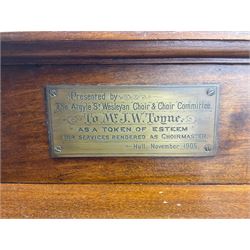 Presented by
The Argyle St Wesleyan Choir & Choir Committee.
To Mr J.W. Toyne.
AS A TOKEN OF ESTEEM
FOR SERVICES RENDERED AS CHOIRMASTER.
Hull, November, 1905.